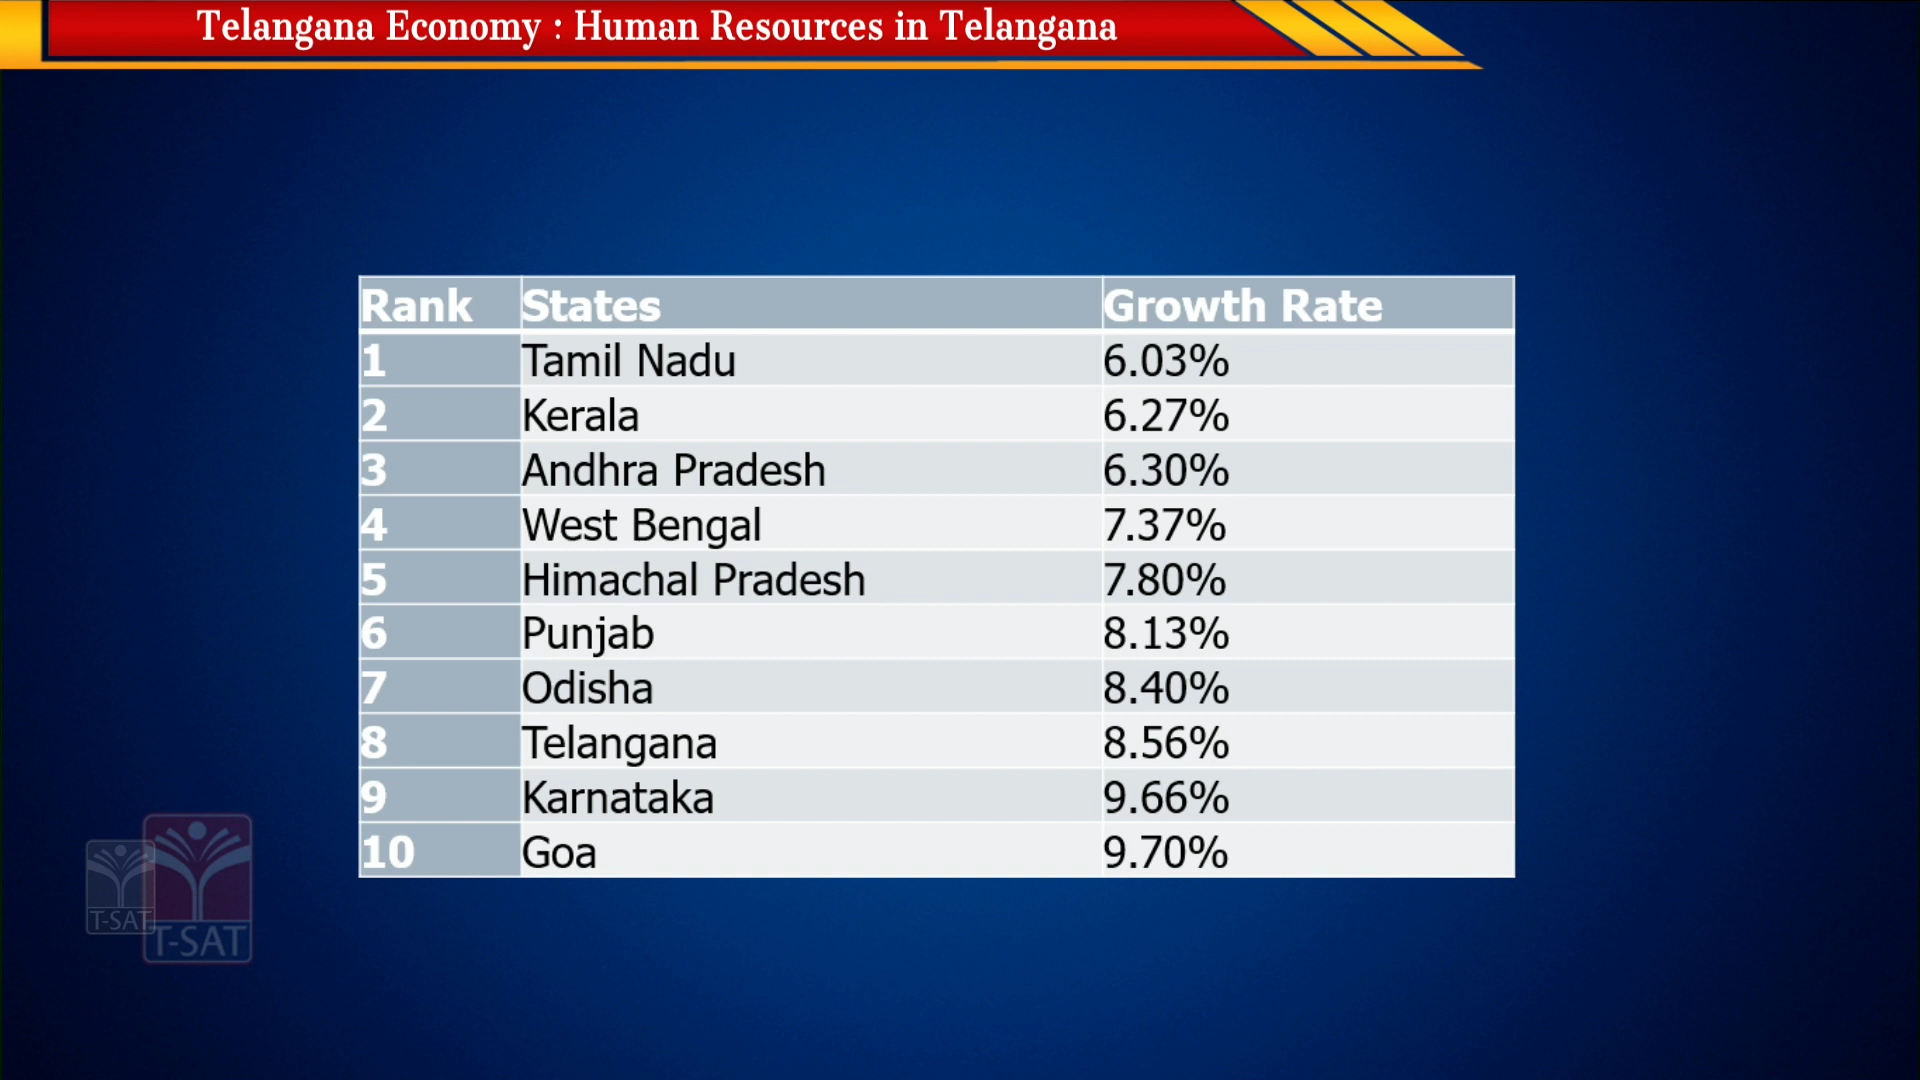 Telangana Economy : Human Resources in Telangana
Rank States Growth Rate
1 Tamil Nadu 6.03%
2 Kerala 6.27%
3 Andhra Pradesh 6.30%
4 West Bengal 7.37%
5 Himachal Pradesh 7.80%
6 Punjab 8.13%
7 Odisha 8.40%
8 Telangana 8.56%
9 Karnataka 9.66%
10 Goa 9.70%
T-SAT
T-SAT